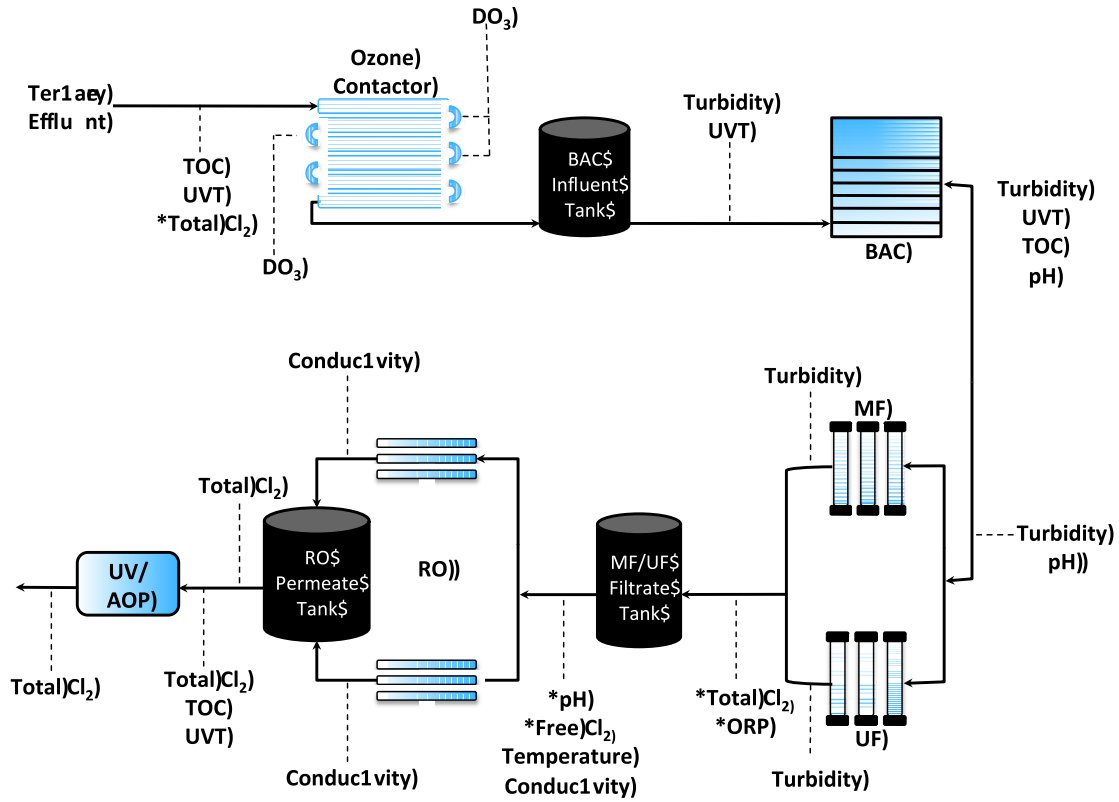 DO₃)
Ozone)
Contactor)
Ter1 aey)
Efflu nt)
TOC)
UVT)
*Total)Cl₂)
DO₃)
BAC$
Influent$
Tank$
Turbidity)
UVT)
BAC)
Turbidity)
UVT)
TOC)
pH)
Conduc1vity)
Turbidity)
MF)
Total)Cl₂)
UV/
AOP)
RO$
Permeate$
Tank$
RO))
MF/UF$
Filtrate$
Tank$
Turbidity)
pH))
Total)Cl₂)
Total)Cl₂)
TOC)
UVT)
Conduc1vity)
*pH)
*Free)Cl₂)
Temperature)
Conduc1vity)
*Total)Cl₂)
*ORP)
UF)
Turbidity)